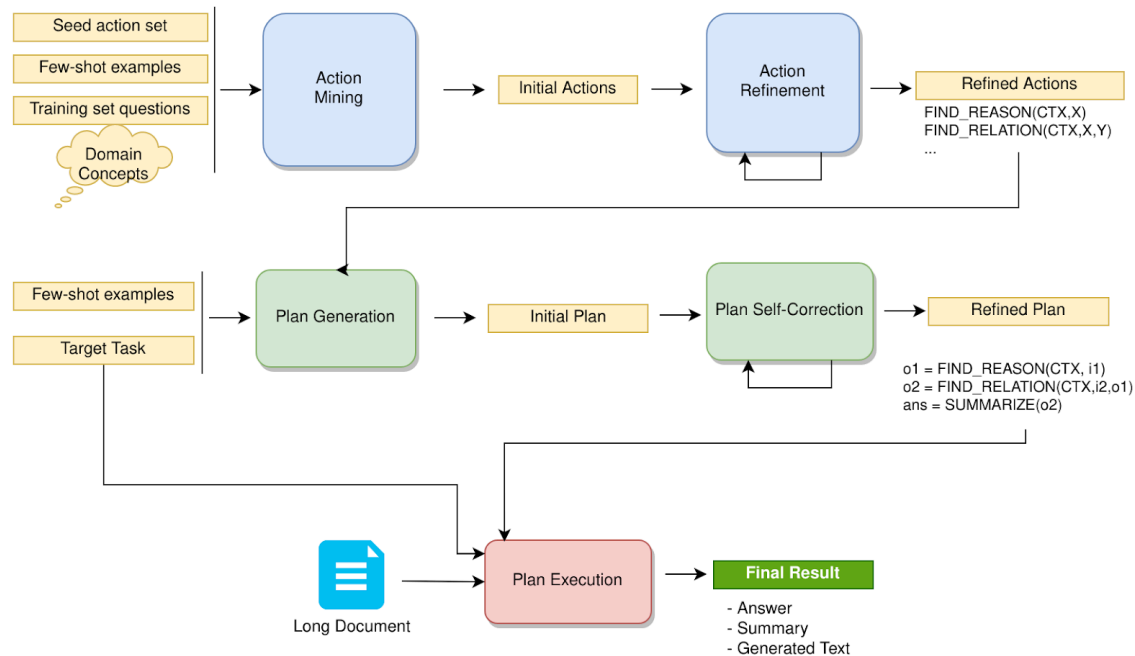 Seed action set
Few-shot examples
Training set questions
Domain
Concepts
Action
Mining
Initial Actions
Action
Refinement
Refined Actions
FIND_REASON(CTX,X)
FIND_RELATION(CTX,X,Y)
...
Few-shot examples
Target Task
Plan Generation
Initial Plan
Plan Self-Correction
Refined Plan
o1 = FIND_REASON(CTX, i1)
o2 = FIND_RELATION(CTX,i2,o1)
ans = SUMMARIZE(o2)
Long Document
Plan Execution
Final Result
- Answer
- Summary
- Generated Text